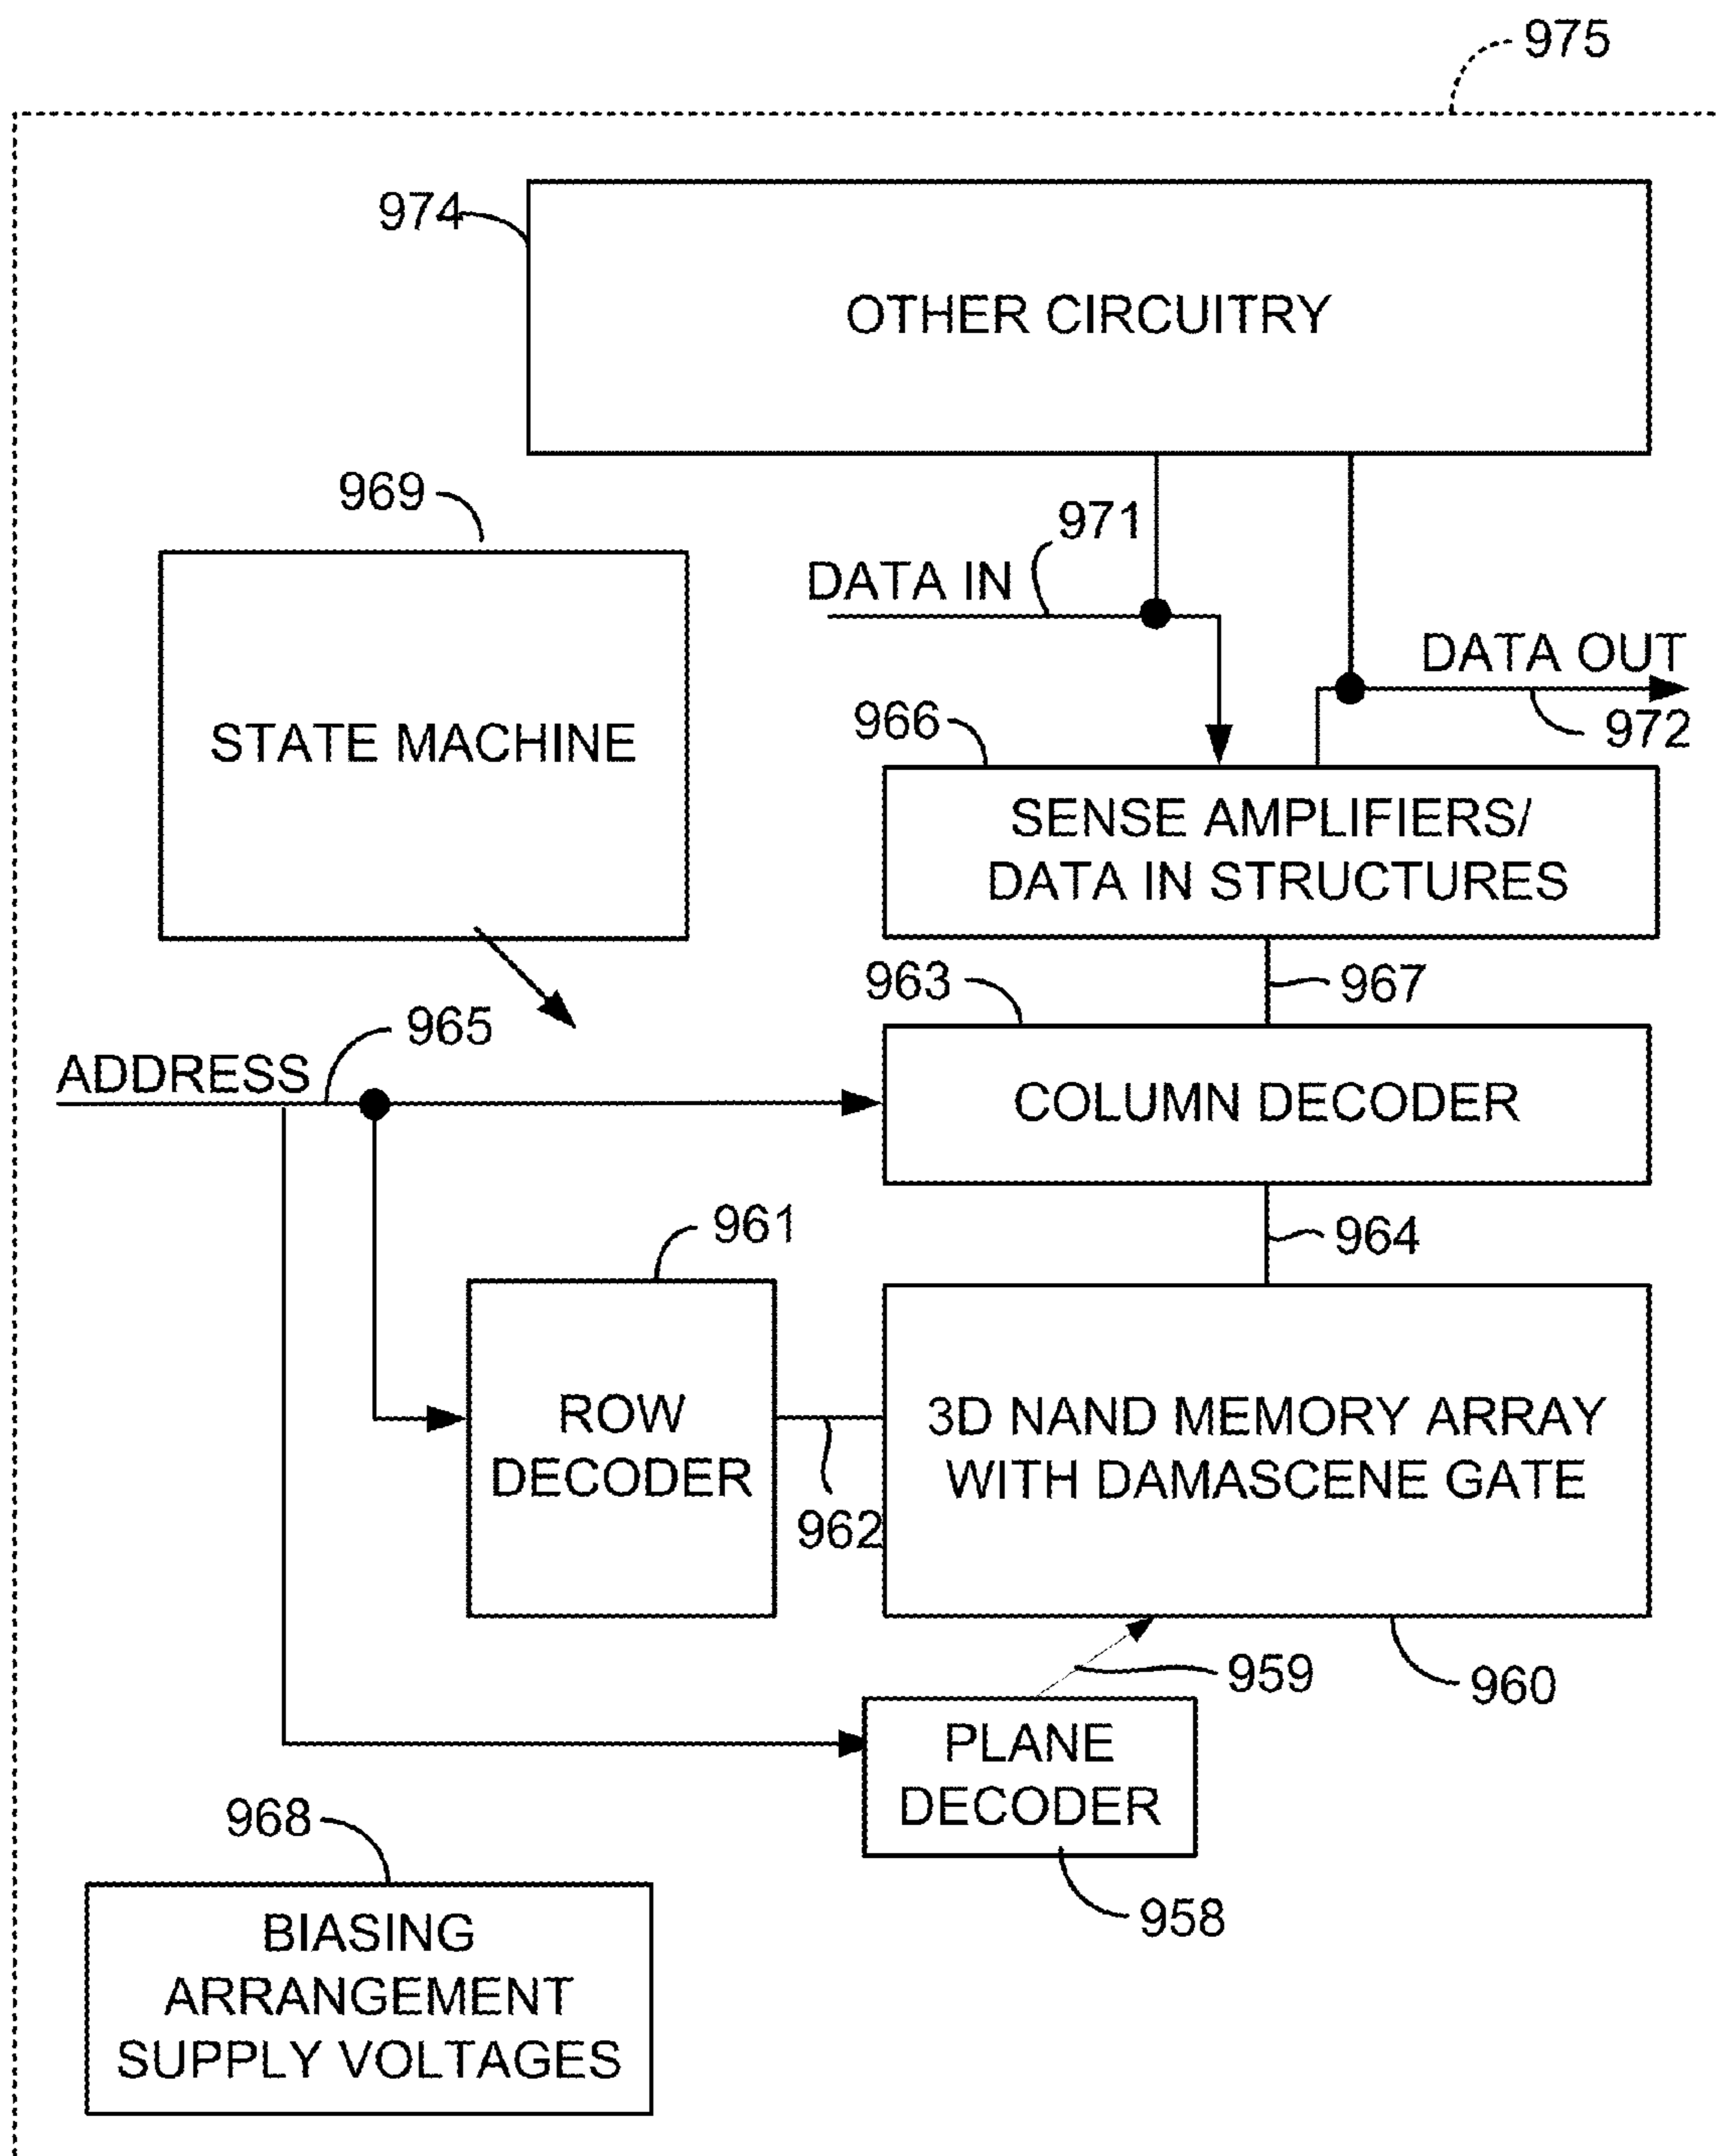 975
974
OTHER CIRCUITRY
969
971
DATA IN
STATE MACHINE
DATA OUT
972
966
SENSE AMPLIFIERS/
DATA IN STRUCTURES
963
967
965
ADDRESS
COLUMN DECODER
961
964
ROW
DECODER
962
3D NAND MEMORY ARRAY
WITH DAMASCENE GATE
959
960
PLANE
DECODER
958
968
BIASING
ARRANGEMENT
SUPPLY VOLTAGES